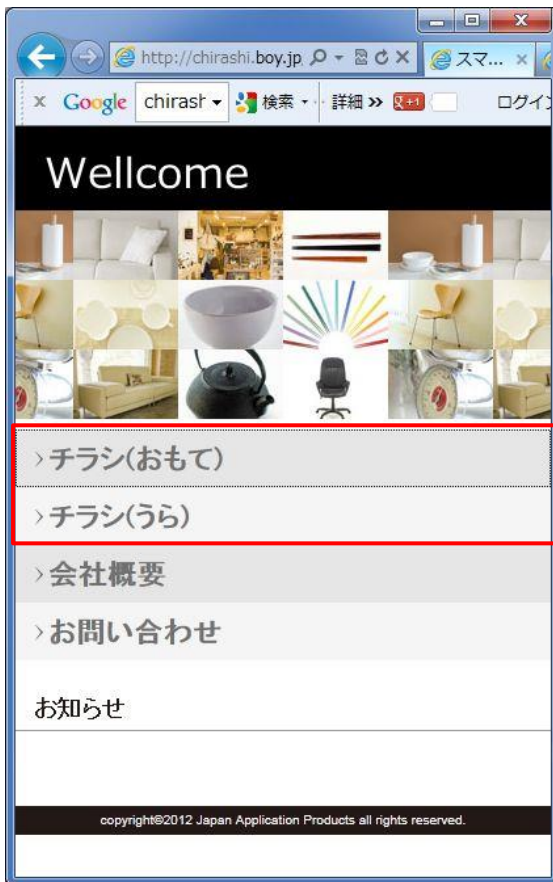 http://chirashi.boy.jp
スマ...
Google chirash 検索 詳細 »
ログイン
Wellcome
チラシ(おもて)
チラシ(うら)
会社概要
お問い合わせ
お知らせ
copyright©2012 Japan Application Products all rights reserved.